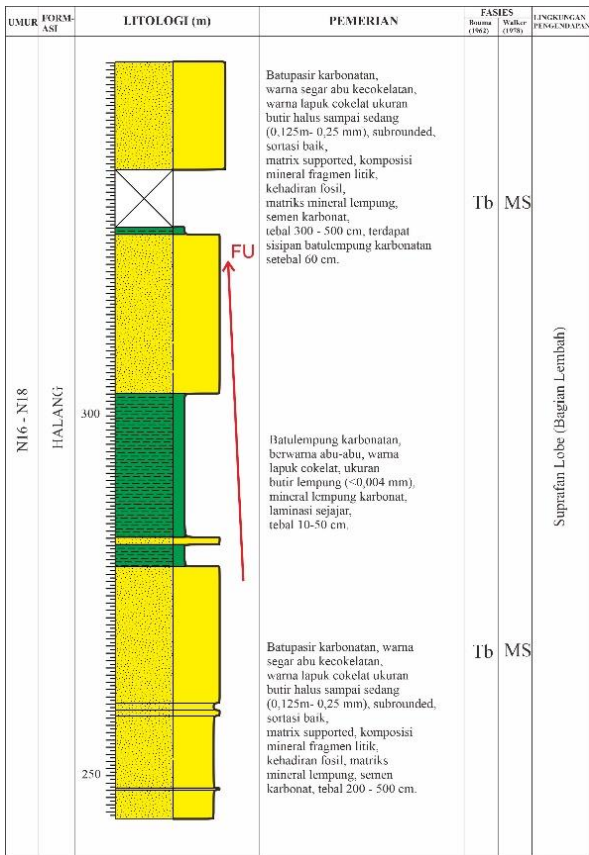 UMUR
FORM-
ASI
LITOLOGI (m)
PEMERIAN
FASIES
Bouma
(1962)
Walker
(1978)
LINGKUNGAN
PENGENDAPAN
Batupasir karbonatan,
warna segar abu kecokelatan,
warna lapuk cokelat ukuran
butir halus sampai sedang
(0,125m- 0,25 mm), subrounded,
sortasi baik,
matrix supported, komposisi
mineral fragmen litik,
kehadiran fosil,
matriks mineral lempung,
semen karbonat,
tebal 300 - 500 cm, terdapat
sisipan batulempung karbonatan
setebal 60 cm.
Tb
MS
FU
N16 - N18
HALANG
300
Batulempung karbonatan,
berwarna abu-abu, warna
lapuk cokelat, ukuran
butir lempung (<0,004 mm),
mineral lempung karbonat,
laminasi sejajar,
tebal 10-50 cm.
Suprafan Lobe (Bagian Lembah)
Batupasir karbonatan, warna
segar abu kecokelatan,
warna lapuk cokelat ukuran
butir halus sampai sedang
(0,125m- 0,25 mm), subrounded,
sortasi baik,
matrix supported, komposisi
mineral fragmen litik,
kehadiran fosil, matriks
mineral lempung, semen
karbonat, tebal 200 - 500 cm.
Tb
MS
250